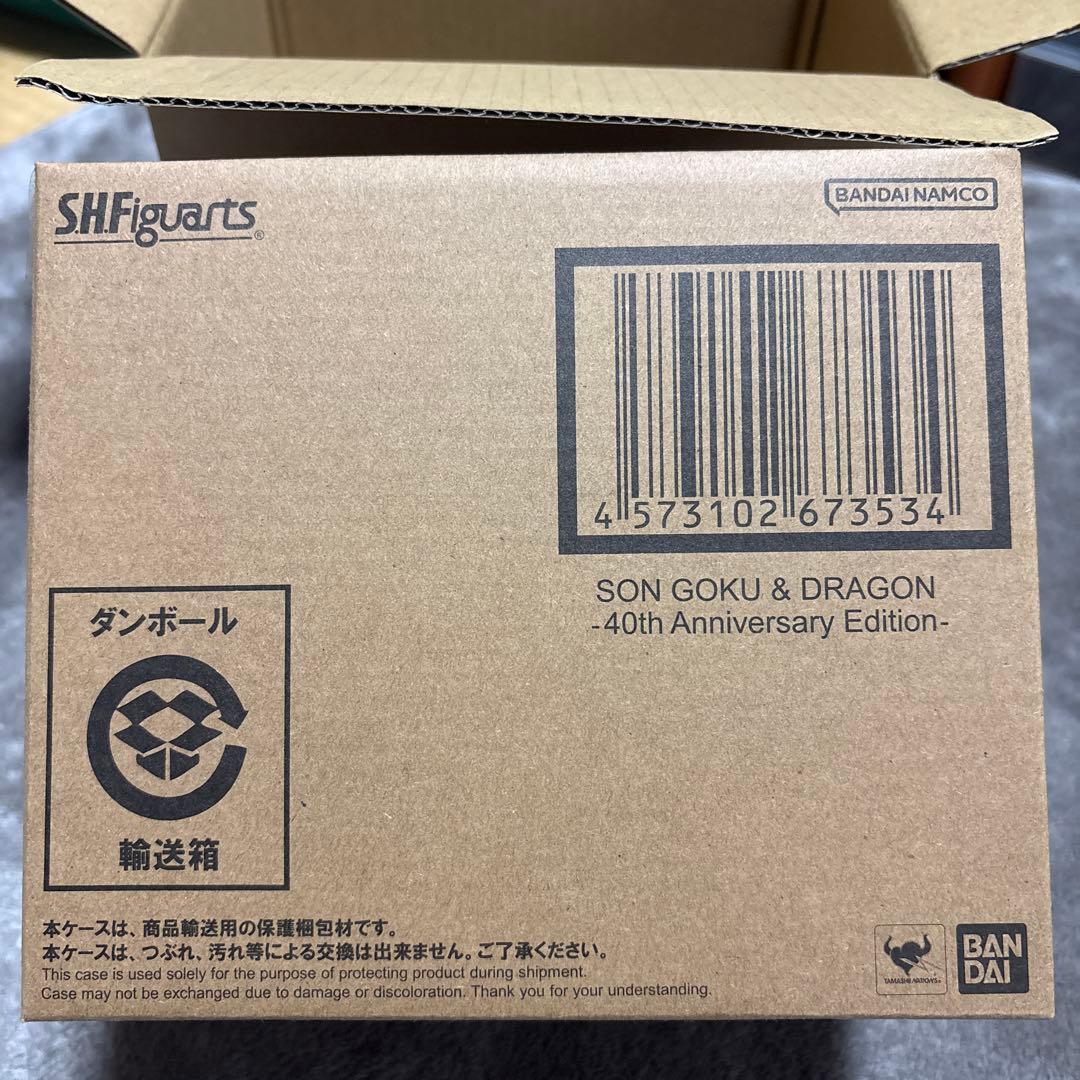 S.H.Figuarts®
BANDAI NAMCO
4 573102 673534
SON GOKU & DRAGON
-40th Anniversary Edition-
ダンボール
輸送箱
本ケースは、商品輸送用の保護梱包材です。
本ケースは、つぶれ、汚れ等による交換は出来ません。ご了承ください。
This case is used solely for the purpose of protecting product during shipment.
Case may not be exchanged due to damage or discoloration. Thank you for your understanding.
TAMASHII NATIONS®
BAN
DAI